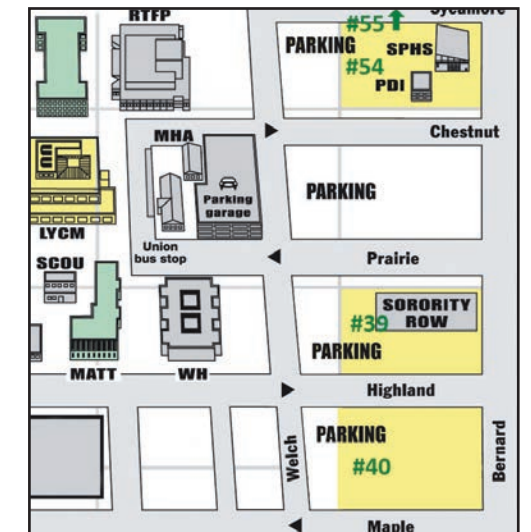 RTFP
#55
Sycamore
PARKING
SPHS
#54
PDI
Chestnut
MHA
UU
Parking
garage
PARKING
LYCM
Union
bus stop
Prairie
SCOU
SORORITY
ROW
#39
PARKING
MATT
WH
Highland
PARKING
Welch
Bernard
#40
Maple